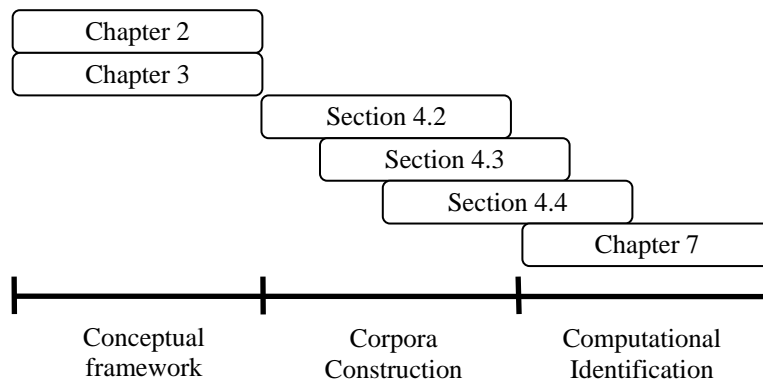 Chapter 2
Chapter 3
Section 4.2
Section 4.3
Section 4.4
Chapter 7
Conceptual
framework
Corpora
Construction
Computational
Identification